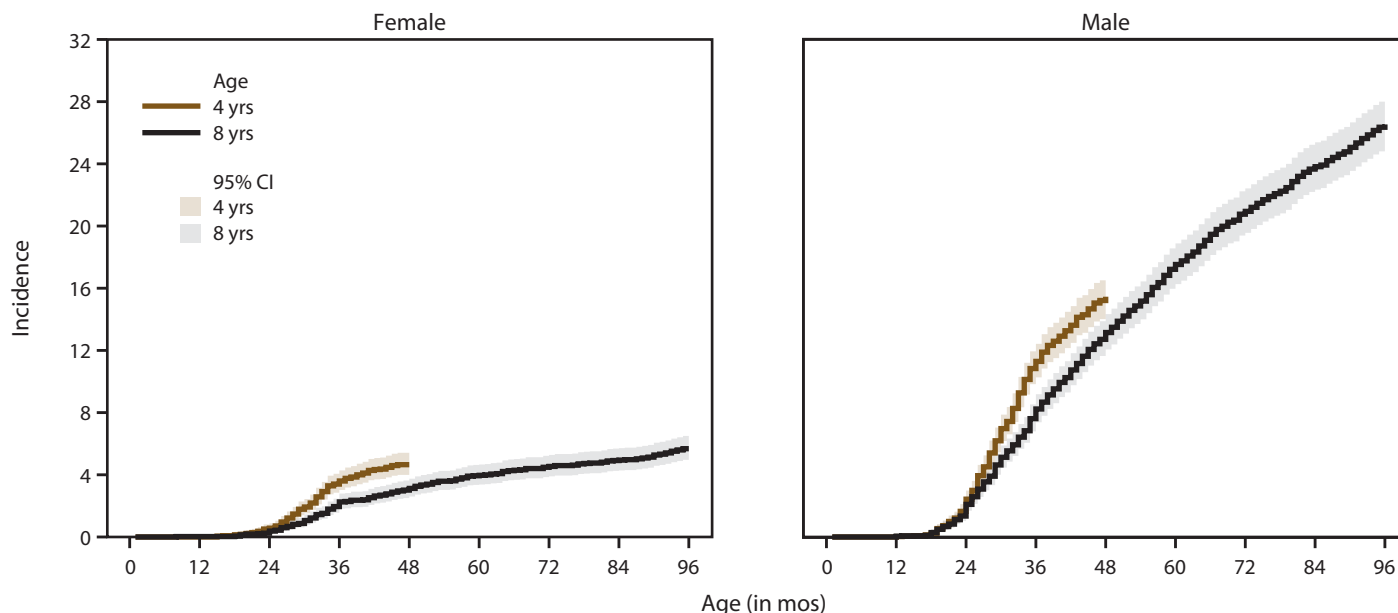 Female
Male
Incidence
32
28
24
20
16
12
8
4
0
Age
4 yrs
8 yrs
95% CI
4 yrs
8 yrs
0 12 24 36 48 60 72 84 96
0 12 24 36 48 60 72 84 96
Age (in mos)